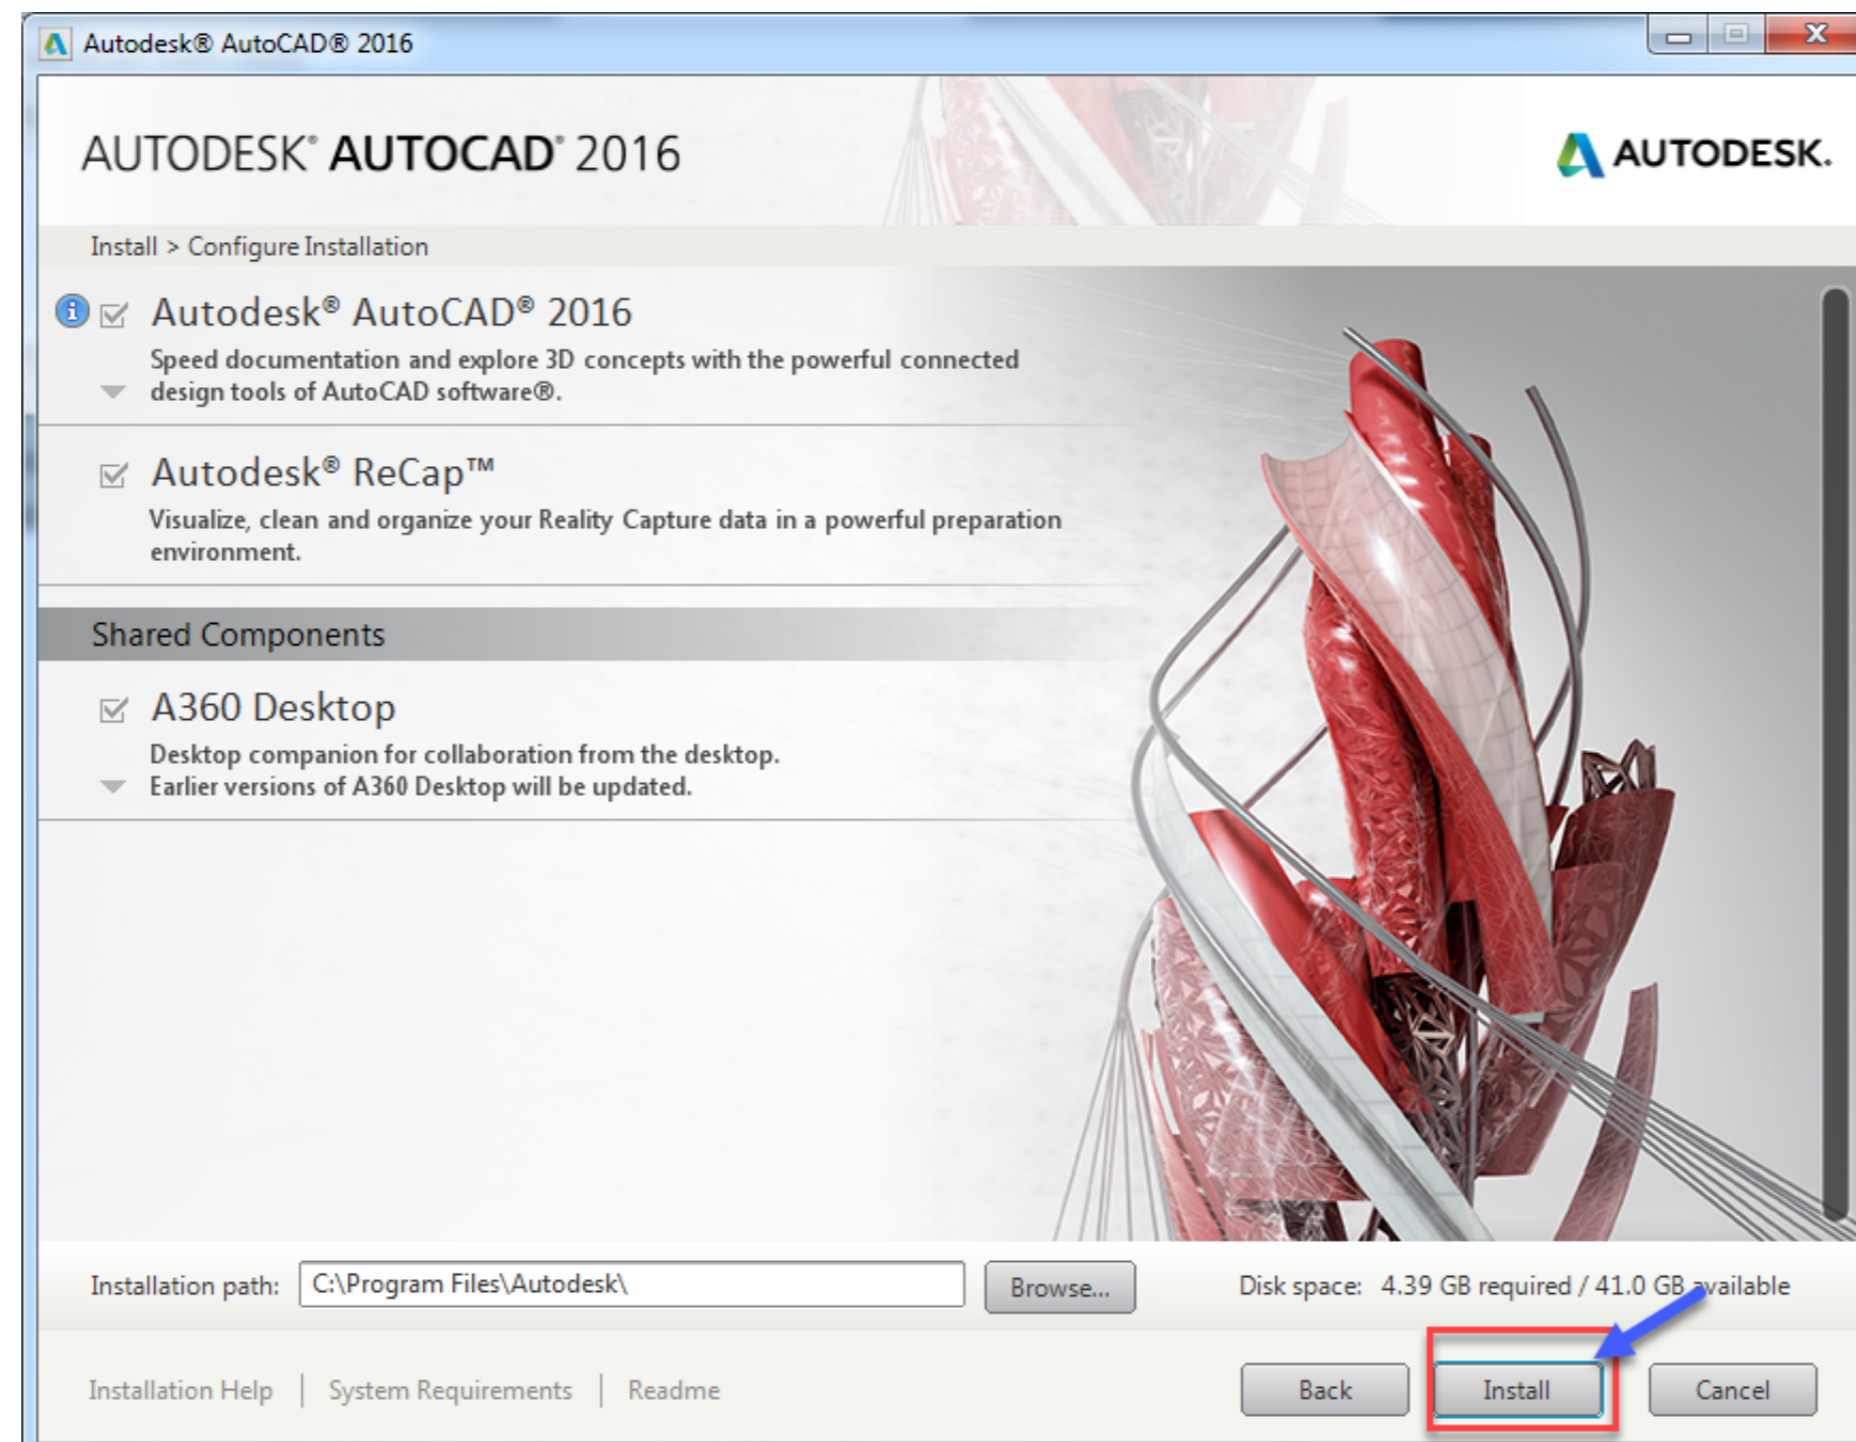 Autodesk® AutoCAD® 2016
AUTODESK® AUTOCAD® 2016
AUTODESK.
Install > Configure Installation
Autodesk® AutoCAD® 2016
Speed documentation and explore 3D concepts with the powerful connected
design tools of AutoCAD software®.
Autodesk® ReCap™
Visualize, clean and organize your Reality Capture data in a powerful preparation
environment.
Shared Components
A360 Desktop
Desktop companion for collaboration from the desktop.
Earlier versions of A360 Desktop will be updated.
Installation path: C:\Program Files\Autodesk\ Browse... Disk space: 4.39 GB required / 41.0 GB available
Installation Help | System Requirements | Readme Back Install Cancel